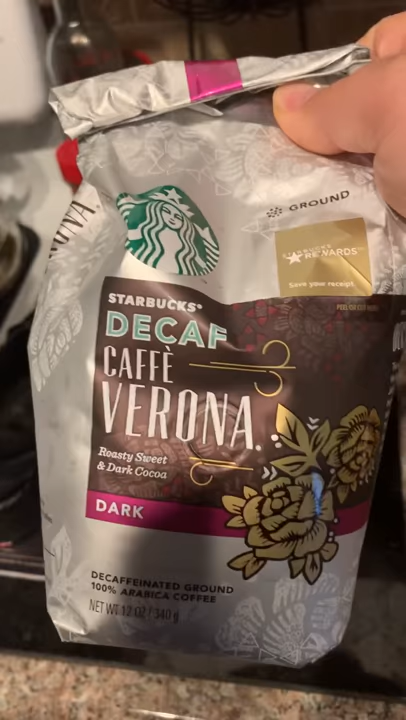 GROUND
STARBUCKS
REWARDS™
Save your receipt.
STARBUCKS®
DECAF
CAFFÈ
VERONA.
Roasty Sweet
& Dark Cocoa
DARK
DECAFFEINATED GROUND
100% ARABICA COFFEE
NET WT 12 OZ / 340 g